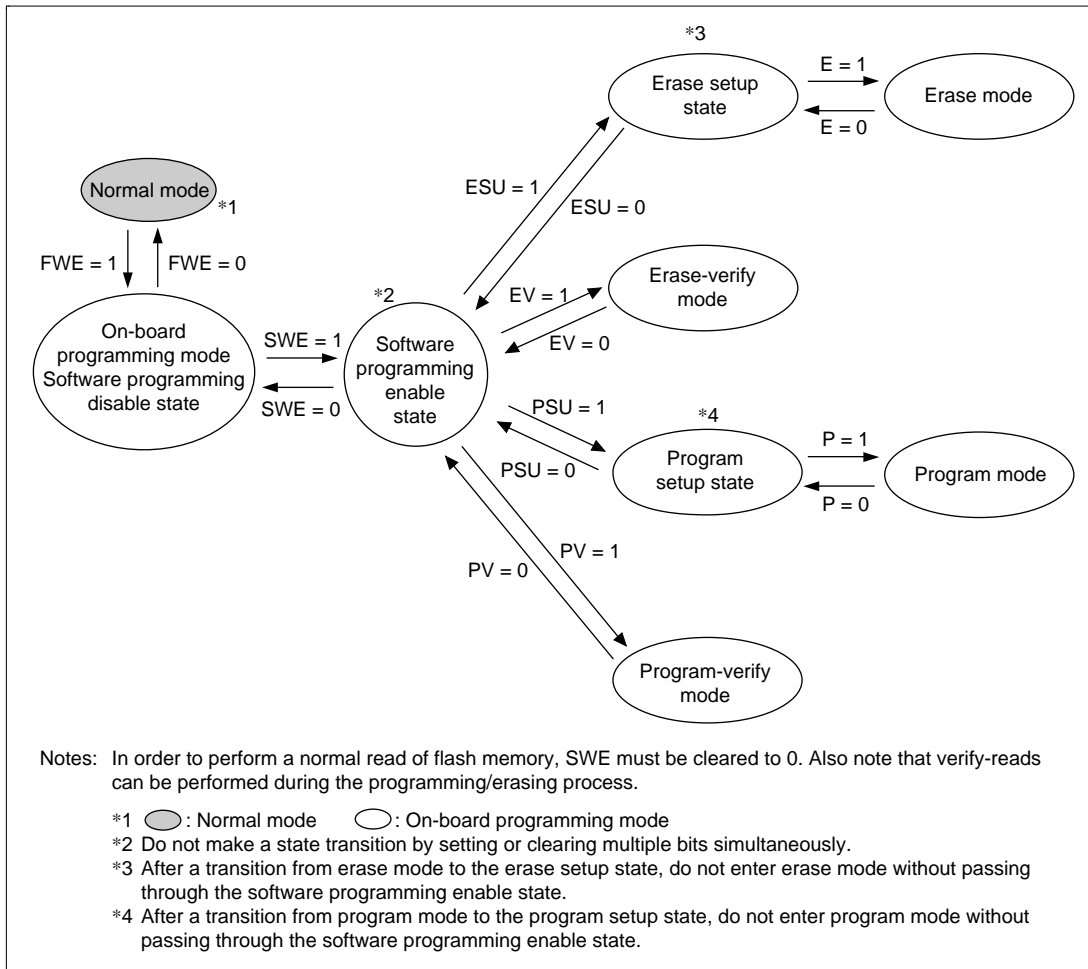 *3
Erase setup
state
E = 1
E = 0
Erase mode
Normal mode
*1
ESU = 1
ESU = 0
FWE = 1
FWE = 0
Erase-verify
mode
*2
EV = 1
EV = 0
On-board
programming mode
Software programming
disable state
SWE = 1
SWE = 0
Software
programming
enable
state
PSU = 1
PSU = 0
*4
Program
setup state
P = 1
P = 0
Program mode
PV = 1
PV = 0
Program-verify
mode
Notes: In order to perform a normal read of flash memory, SWE must be cleared to 0. Also note that verify-reads
can be performed during the programming/erasing process.
*1 : Normal mode : On-board programming mode
*2 Do not make a state transition by setting or clearing multiple bits simultaneously.
*3 After a transition from erase mode to the erase setup state, do not enter erase mode without passing
through the software programming enable state.
*4 After a transition from program mode to the program setup state, do not enter program mode without
passing through the software programming enable state.